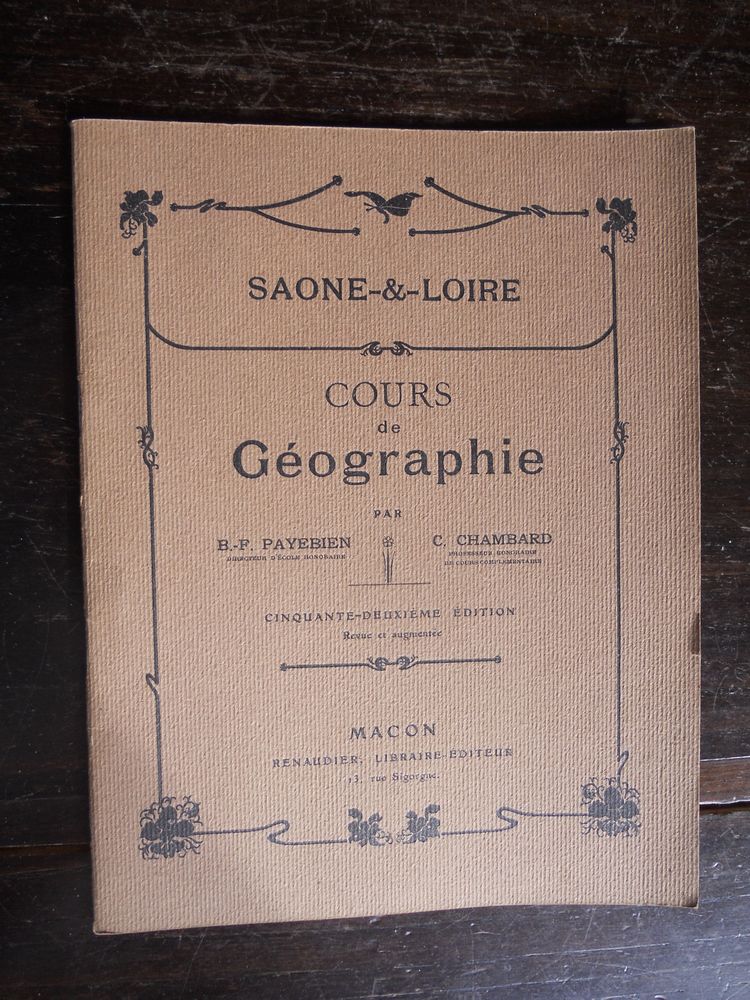 SAONE-&-LOIRE
COURS
de
Géographie
PAR
B.-F. PAYEBIEN
DIRECTEUR D'ÉCOLE HONORAIRE
C. CHAMBARD
PROFESSEUR HONORAIRE
DE COURS COMPLÉMENTAIRE
CINQUANTE-DEUXIÈME ÉDITION
Revue et augmentée
MACON
RENAUDIER, LIBRAIRE-ÉDITEUR
13, rue Sigorgne.